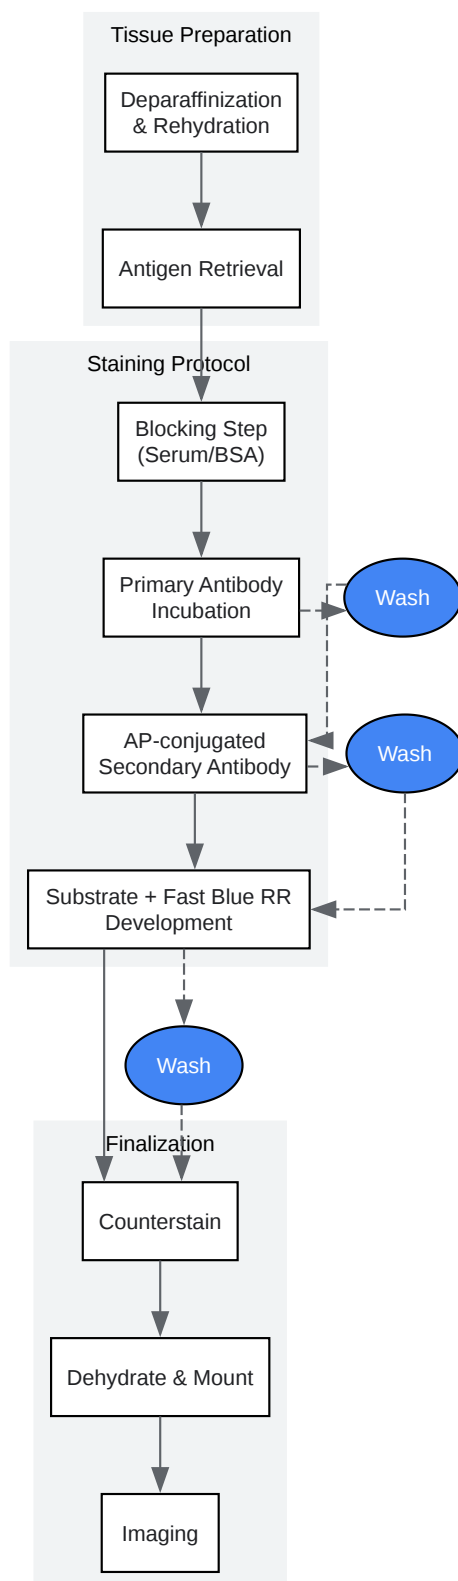 Tissue Preparation
Deparaffinization
& Rehydration
Antigen Retrieval
Staining Protocol
Blocking Step
(Serum/BSA)
Primary Antibody
Incubation
Wash
AP-conjugated
Secondary Antibody
Wash
Substrate + Fast Blue RR
Development
Wash
Finalization
Counterstain
Dehydrate & Mount
Imaging